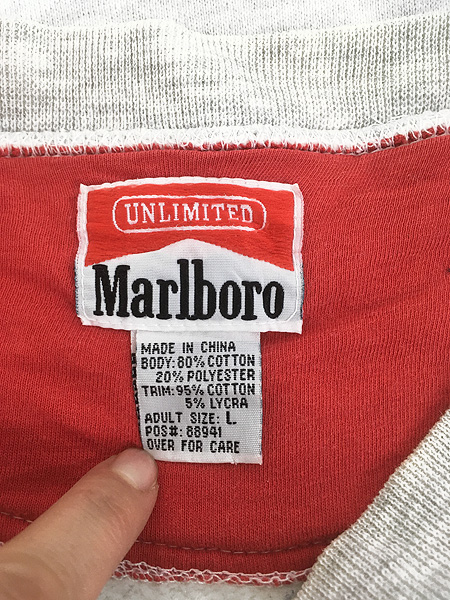 UNLIMITED
Marlboro
MADE IN CHINA
BODY: 80% COTTON
20% POLYESTER
TRIM: 95% COTTON
5% LYCRA
ADULT SIZE: L
POS#: 88941
OVER FOR CARE